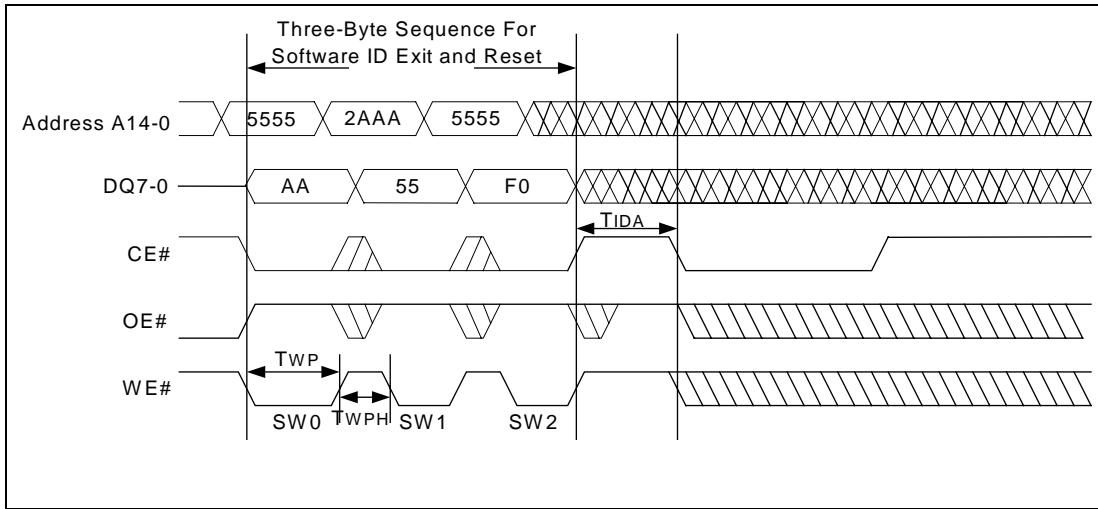 Three-Byte Sequence For
Software ID Exit and Reset
Address A14-0
5555
2AAA
5555
DQ7-0
AA
55
F0
TIDA
CE#
OE#
TWP
WE#
SW0
TWPH
SW1
SW2